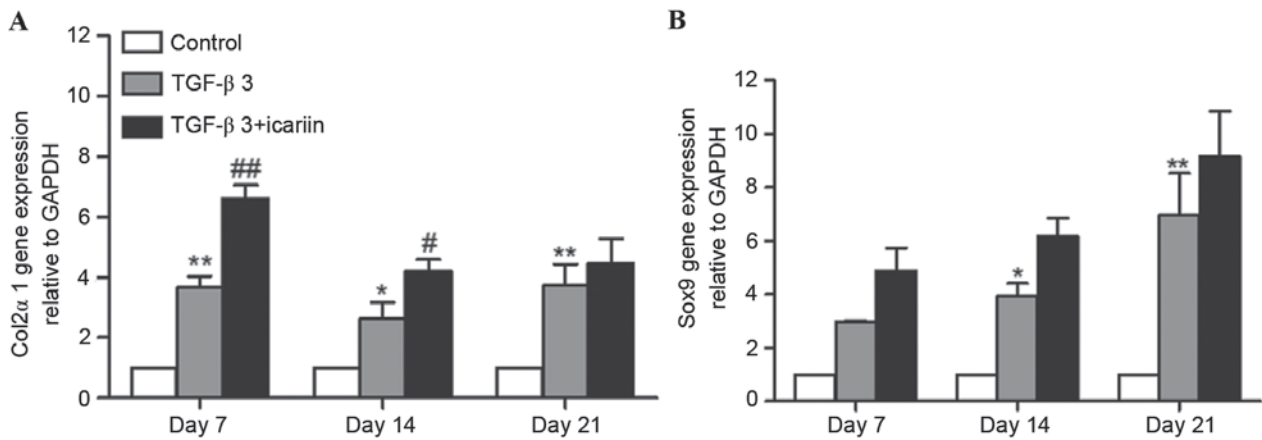 A
Col2α 1 gene expression
relative to GAPDH
12
10
8
6
4
2
0
Control
TGF-β 3
TGF-β 3+icariin
**
##
*
#
**
Day 7
Day 14
Day 21
B
Sox9 gene expression
relative to GAPDH
12
10
8
6
4
2
0
*
**
Day 7
Day 14
Day 21